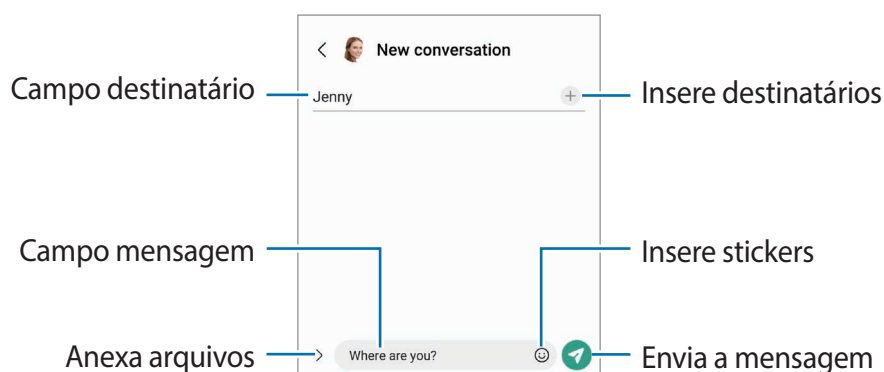 New conversation
Campo destinatário
Jenny
Insere destinatários
Campo mensagem
Insere stickers
Anexa arquivos
Where are you?
Envia a mensagem